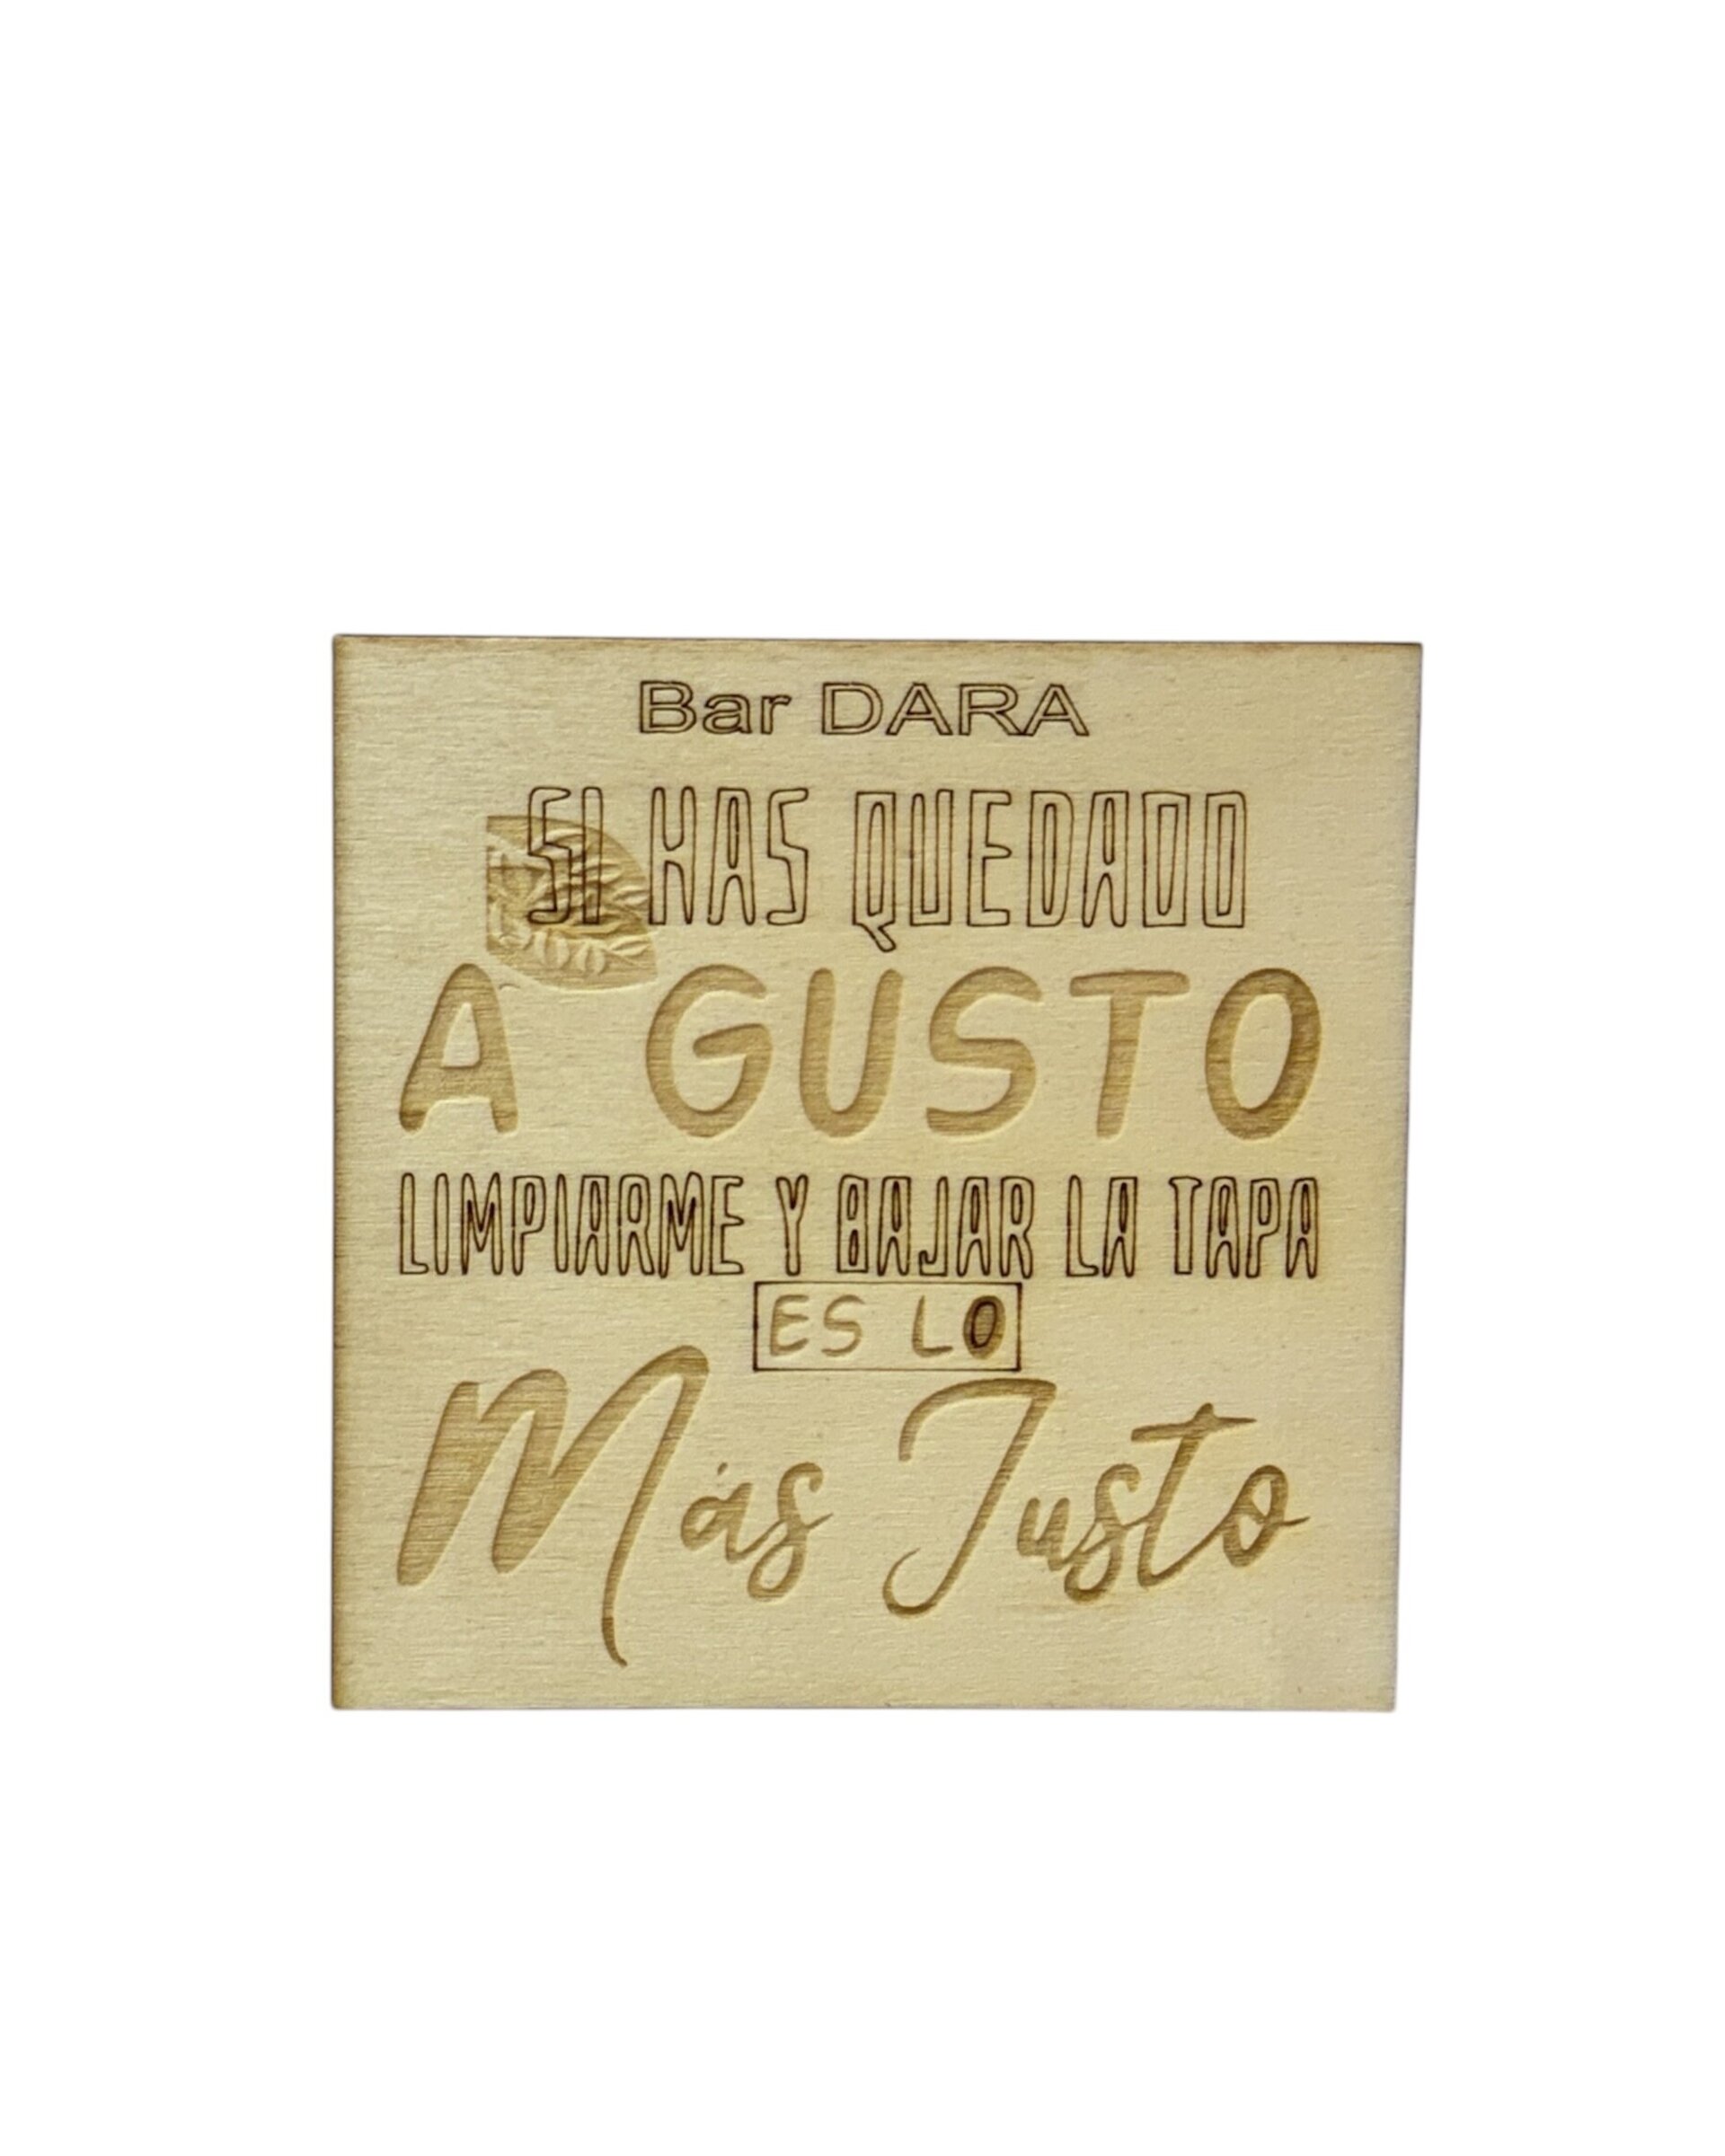 Bar DARA
SI HAS QUEDADO
A GUSTO
LIMPIARME Y BAJAR LA TAPA
ES LO
Más Justo